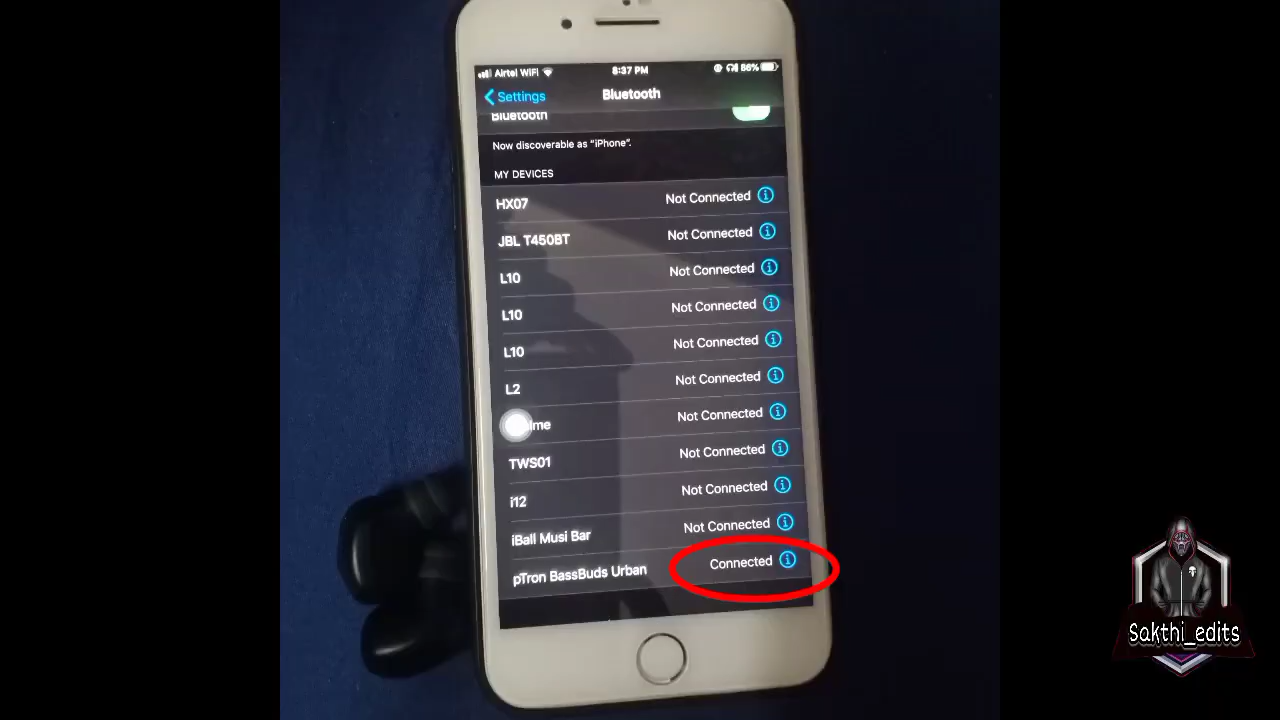 Airtel WiFi 8:37 PM 86%
Settings Bluetooth
Bluetooth
Now discoverable as “iPhone”.
MY DEVICES
HX07 Not Connected
JBL T450BT Not Connected
L10 Not Connected
L10 Not Connected
L10 Not Connected
L2 Not Connected
Not Connected
TWS01 Not Connected
i12 Not Connected
iBall Musi Bar Not Connected
pTron BassBuds Urban Connected
Sakthi_edits